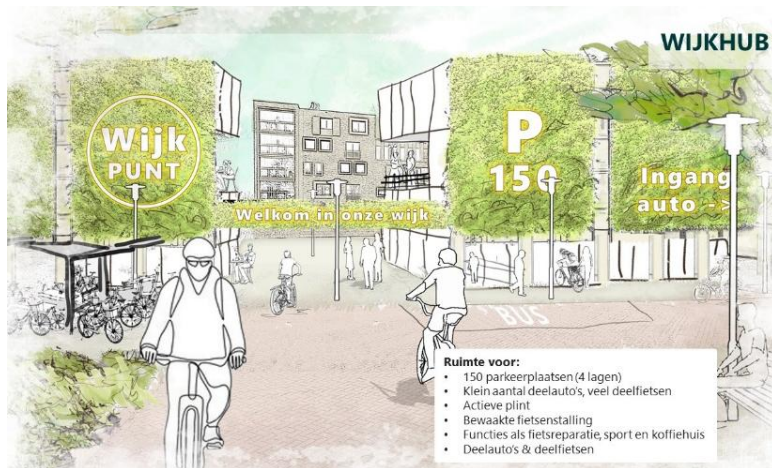 WIJKHUB
Wijk
PUNT
P
150
Ingang
auto ->
Welkom in onze wijk
BUS
Ruimte voor:
• 150 parkeerplaatsen (4 lagen)
• Klein aantal deelauto's, veel deelfietsen
• Actieve plint
• Bewaakte fietsenstalling
• Functies als fietsreparatie, sport en koffiehuis
• Deelauto's & deelfietsen